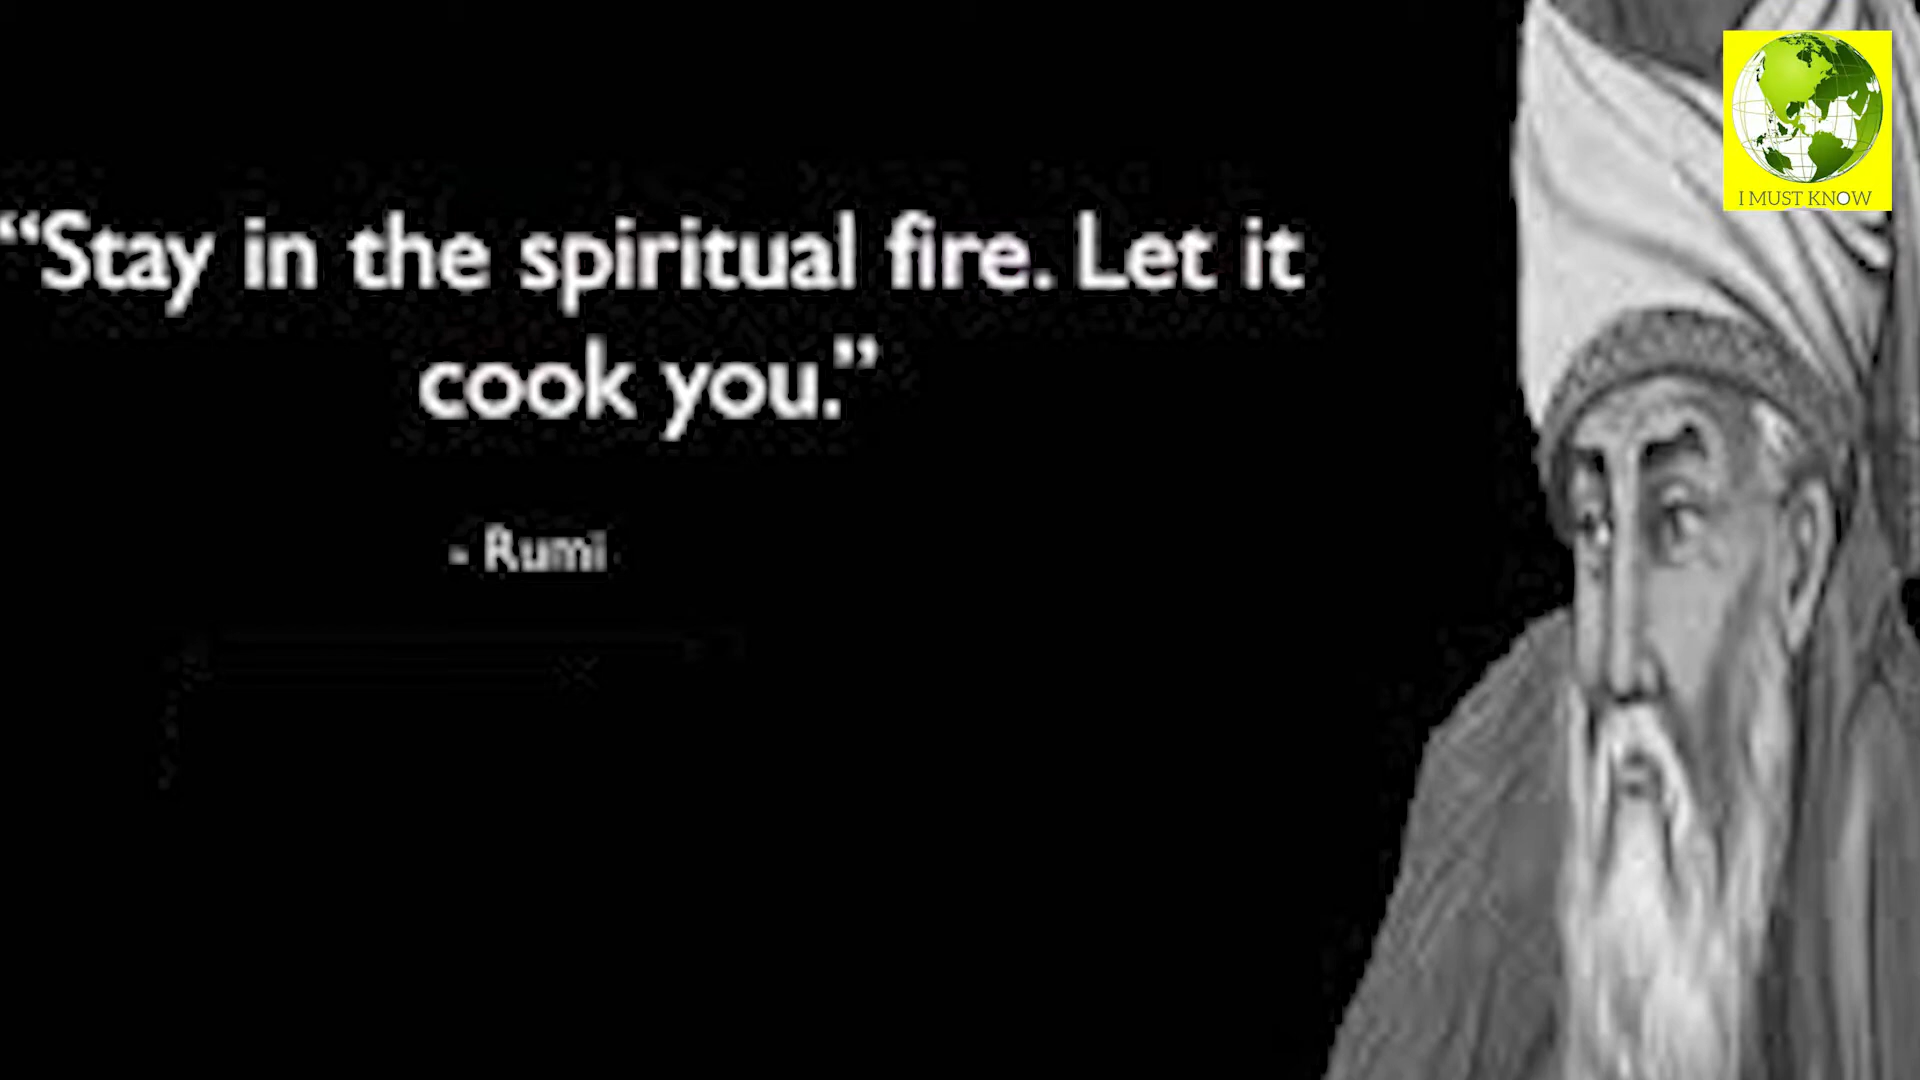 “Stay in the spiritual fire. Let it
cook you.”
- Rumi
I MUST KNOW